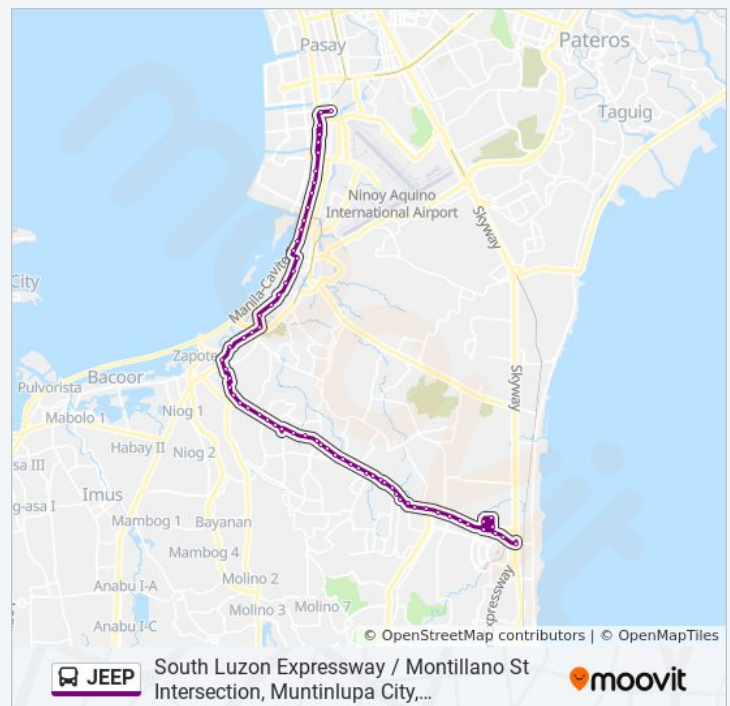 Pasay
Pateros
Taguig
Ninoy Aquino
International Airport
Skyway
City
Manila-Cavite
Zapote
Pulvorista
Bacoor
Skyway
Mabolo 1
Niog 1
Habay II
Niog 2
sa III
Imus
g-asa I
Mambog 1
Bayanan
Mambog 4
Molino 2
Anabu I-A
Molino 3
Molino 7
Anabu I-C
xpressway
© OpenStreetMap contributors | © OpenMapTiles
JEEP
South Luzon Expressway / Montillano St
Intersection, Muntinlupa City,...
moovit